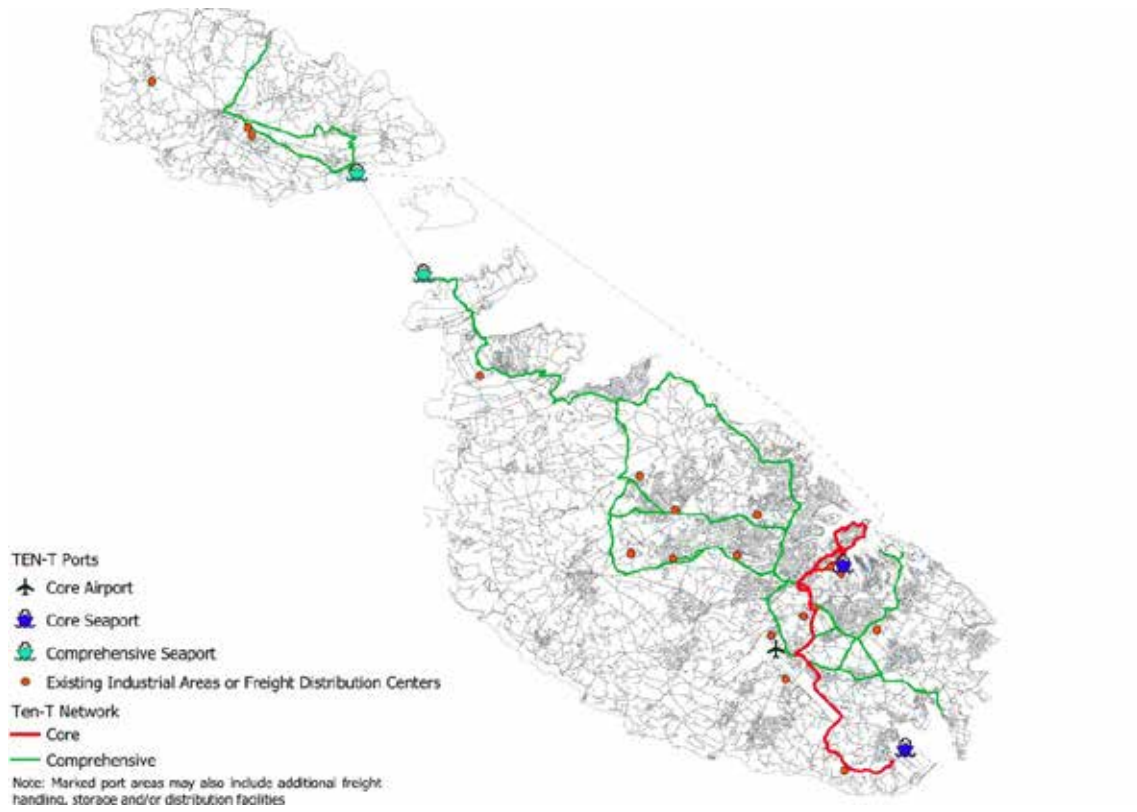 TEN-T Ports
Core Airport
Core Seaport
Comprehensive Seaport
Existing Industrial Areas or Freight Distribution Centers
Ten-T Network
Core
Comprehensive
Note: Marked port areas may also include additional freight
handling, storage and/or distribution facilities